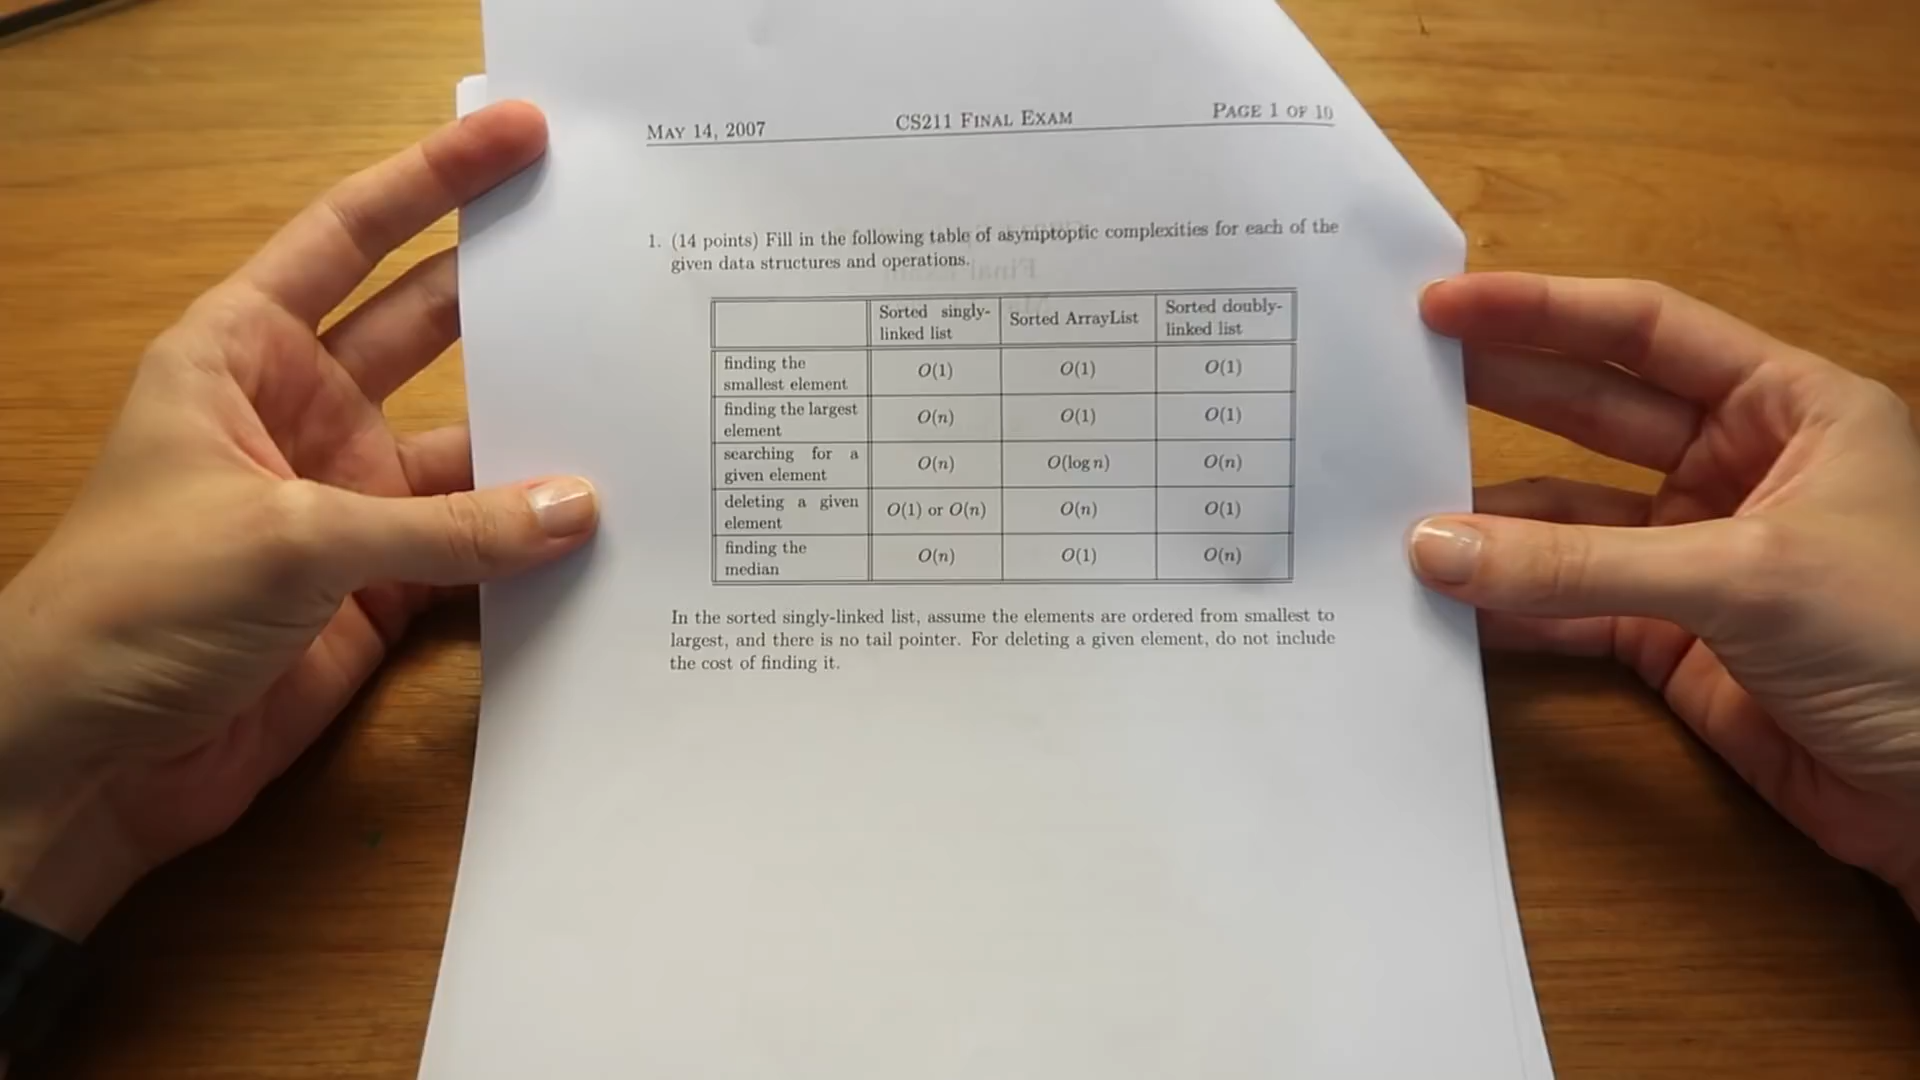 MAY 14, 2007 CS211 FINAL EXAM PAGE 1 OF 10
1. (14 points) Fill in the following table of asymptoptic complexities for each of the
given data structures and operations.
Sorted singly-linked list Sorted ArrayList Sorted doubly-linked list
finding the smallest element O(1) O(1) O(1)
finding the largest element O(n) O(1) O(1)
searching for a given element O(n) O(log n) O(n)
deleting a given element O(1) or O(n) O(n) O(1)
finding the median O(n) O(1) O(n)
In the sorted singly-linked list, assume the elements are ordered from smallest to
largest, and there is no tail pointer. For deleting a given element, do not include
the cost of finding it.